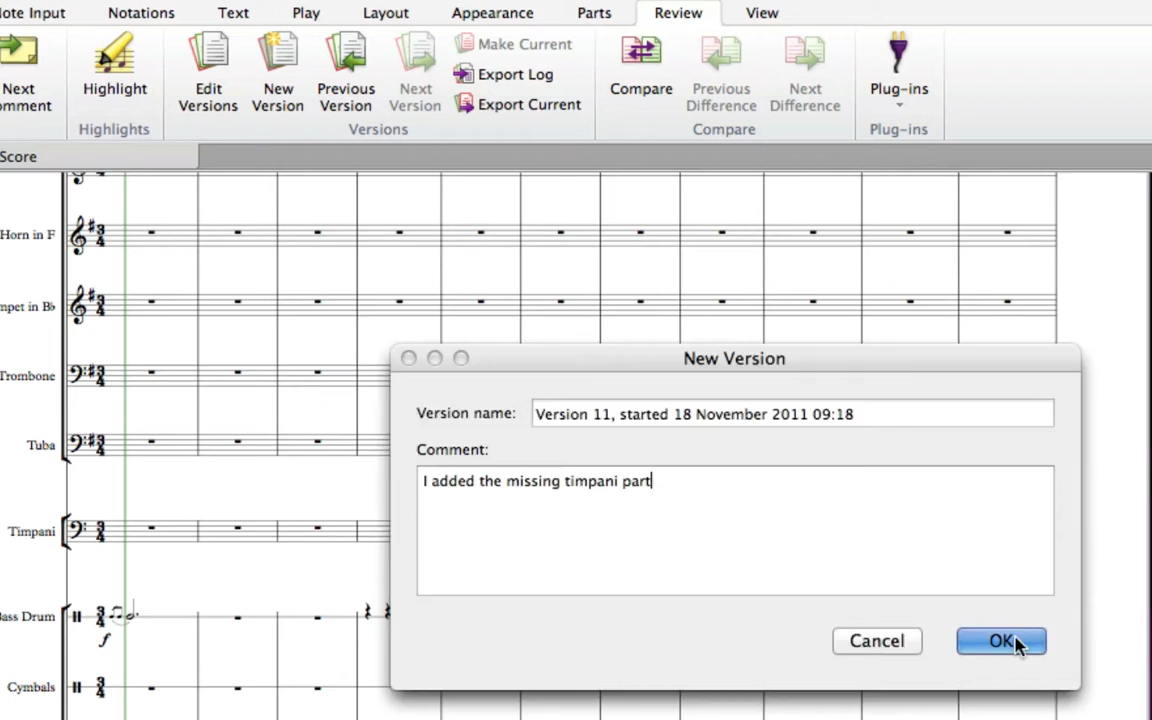 ote Input Notations Text Play Layout Appearance Parts Review View
Next
omment
Highlight
Highlights
Edit
Versions
New
Version
Previous
Version
Next
Version
Make Current
Export Log
Export Current
Versions
Compare
Previous
Difference
Next
Difference
Compare
Plug-ins
Plug-ins
Score
Horn in F
mpet in B♭
Trombone
Tuba
Timpani
Bass Drum
f
Cymbals
New Version
Version name: Version 11, started 18 November 2011 09:18
Comment:
I added the missing timpani part
Cancel OK